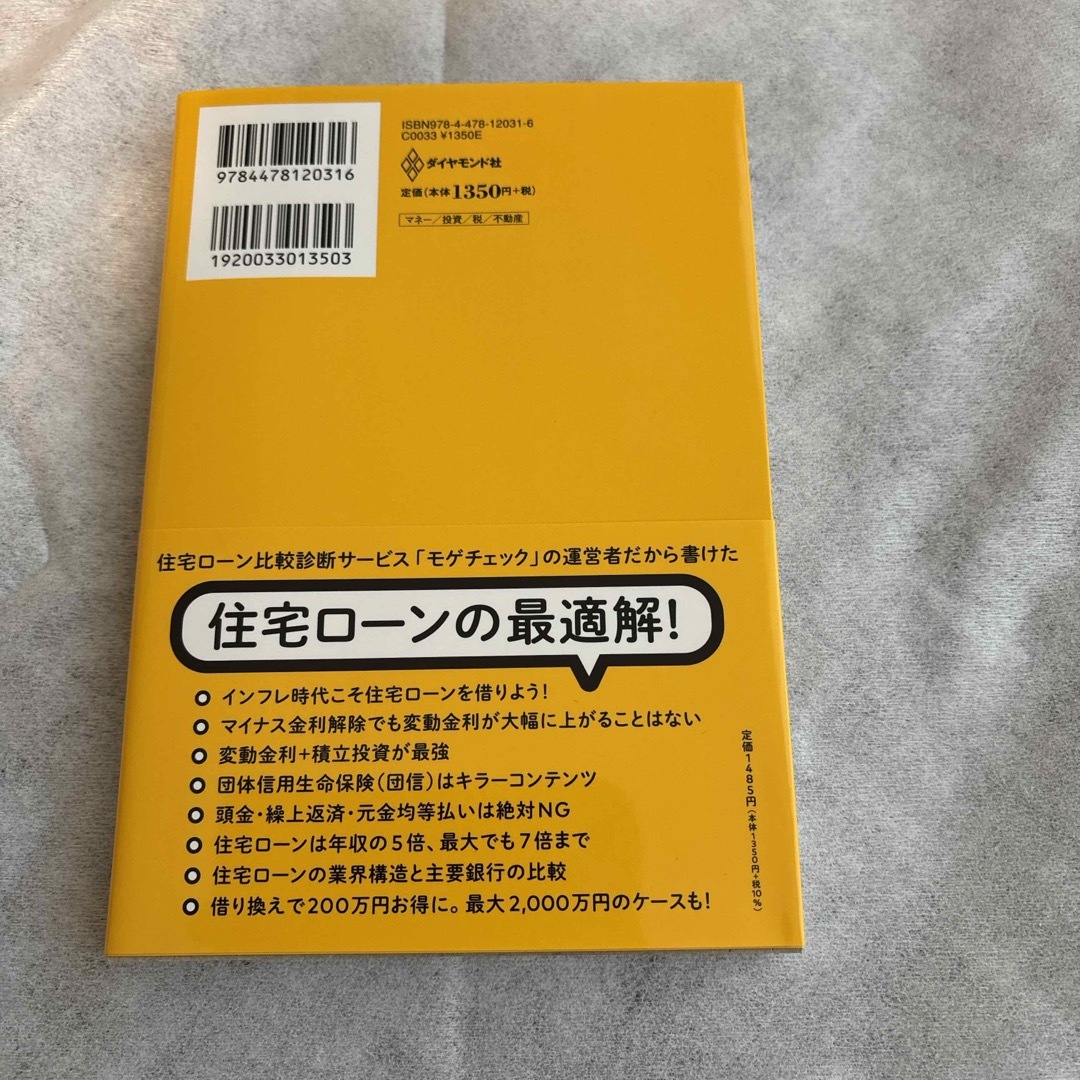 9784478120316
1920033013503
ISBN978-4-478-12031-6
C0033 ¥1350E
ダイヤモンド社
定価(本体1350円+税)
マネー/投資/税/不動産
住宅ローン比較診断サービス「モゲチェック」の運営者だから書けた
住宅ローンの最適解!
インフレ時代こそ住宅ローンを借りよう!
マイナス金利解除でも変動金利が大幅に上がることはない
変動金利+積立投資が最強
団体信用生命保険(団信)はキラーコンテンツ
頭金・繰上返済・元金均等払いは絶対NG
住宅ローンは年収の5倍、最大でも7倍まで
住宅ローンの業界構造と主要銀行の比較
借り換えで200万円お得に。最大2,000万円のケースも!
定価1485円(本体1350円+税10%)